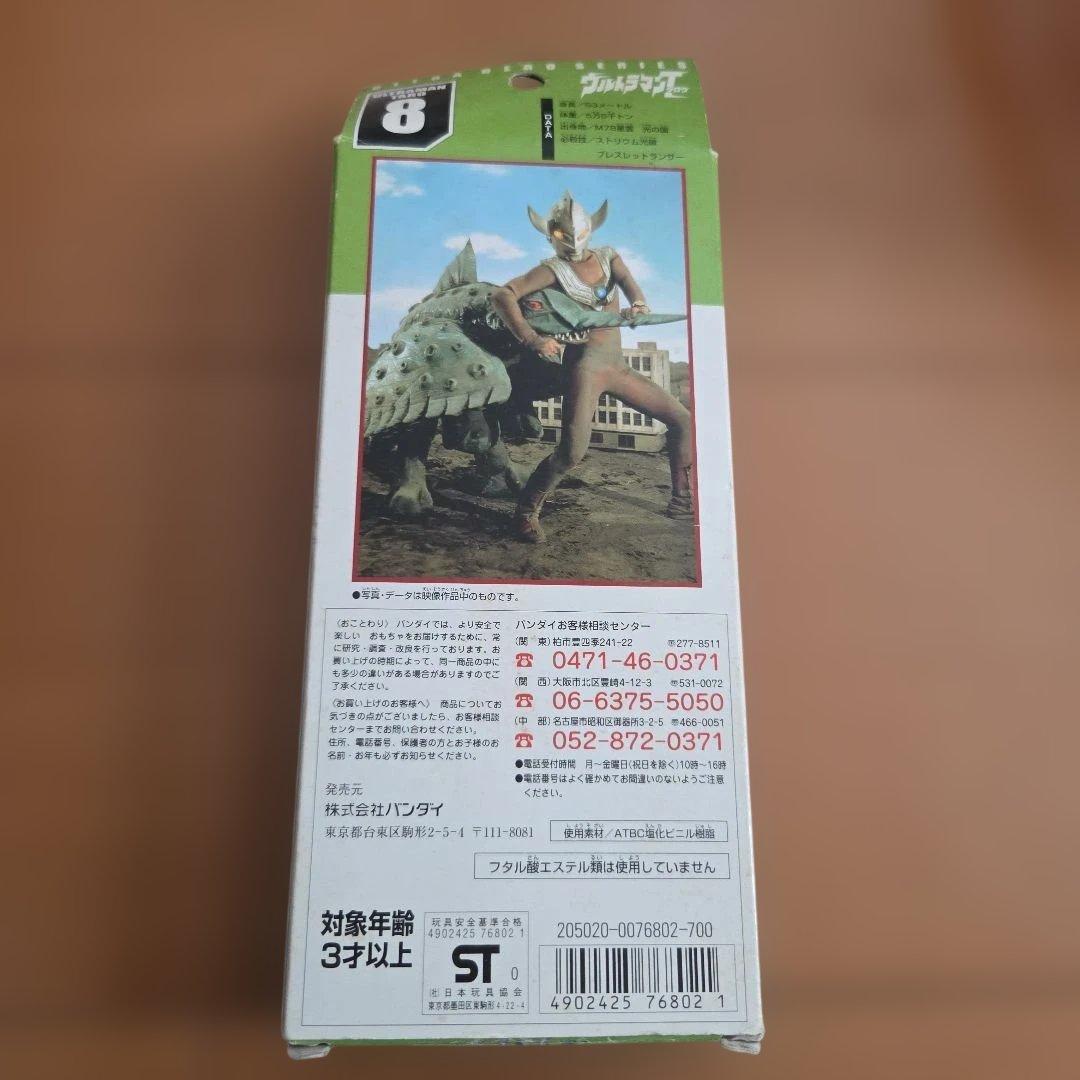 ULTRA HERO SERIES
ULTRAMAN
TARO
8
ウルトラマンT
タロウ
DATA
身長/53メートル
体重/5万5千トン
出身地/M78星雲 光の国
必殺技/ストリウム光線
ブレスレットランサー
●写真・データは映像作品中のものです。
〈おことわり〉 バンダイでは、より安全で
楽しい おもちゃをお届けするために、常
に研究・調査・改良を行っております。お
買い上げの時期によって、同一商品の中に
も多少の違いがある場合がありますのでご
了承ください。
〈お買い上げのお客様へ〉 商品についてお
気づきの点がございましたら、お客様相談
センターまでお問い合わせください。
住所、電話番号、保護者の方とお子様のお
名前・お年も必ずお知らせください。
バンダイお客様相談センター
(関 東)柏市豊四季241-22 〒277-8511
☎ 0471-46-0371
(関 西)大阪市北区豊崎4-12-3 〒531-0072
☎ 06-6375-5050
(中 部)名古屋市昭和区御器所3-2-5 〒466-0051
☎ 052-872-0371
●電話受付時間 月〜金曜日(祝日を除く)10時〜16時
●電話番号はよく確かめてお間違いのないようご注意
ください。
発売元
株式会社バンダイ
東京都台東区駒形2-5-4 〒111-8081
使用素材/ATBC塩化ビニル樹脂
フタル酸エステル類は使用していません
対象年齢
3才以上
玩具安全基準合格
4902425 76802 1
ST 0
(社)日本玩具協会
東京都墨田区東駒形4-22-4
205020-0076802-700
4902425 768021